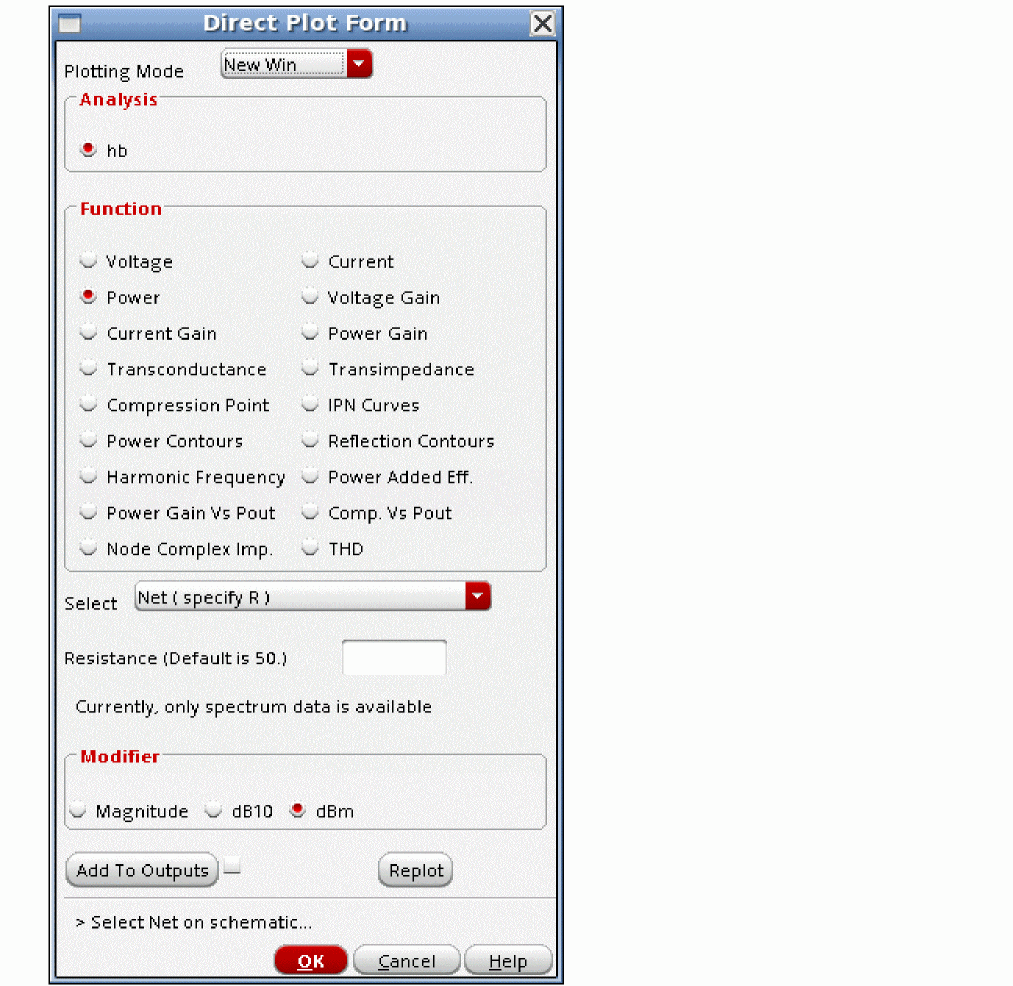 Direct Plot Form
Plotting Mode New Win
Analysis
hb
Function
Voltage Current
Power Voltage Gain
Current Gain Power Gain
Transconductance Transimpedance
Compression Point IPN Curves
Power Contours Reflection Contours
Harmonic Frequency Power Added Eff.
Power Gain Vs Pout Comp. Vs Pout
Node Complex Imp. THD
Select Net ( specify R )
Resistance (Default is 50.)
Currently, only spectrum data is available
Modifier
Magnitude dB10 dBm
Add To Outputs Replot
> Select Net on schematic...
OK Cancel Help